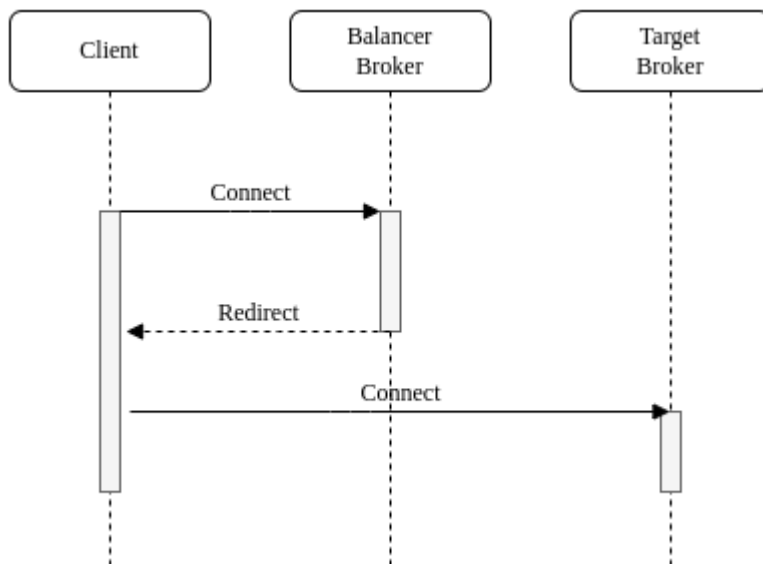 Client
Balancer
Broker
Target
Broker
Connect
Redirect
Connect